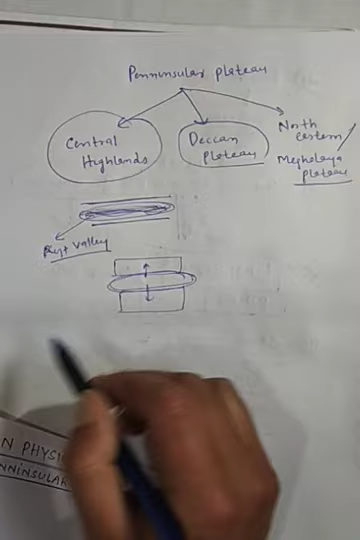 Penninsular plateau
Central
Highlands
Deccan
plateau
North
eastern
Meghalaya
plateau
Rift valley
N PHYSI
NNINSULAR